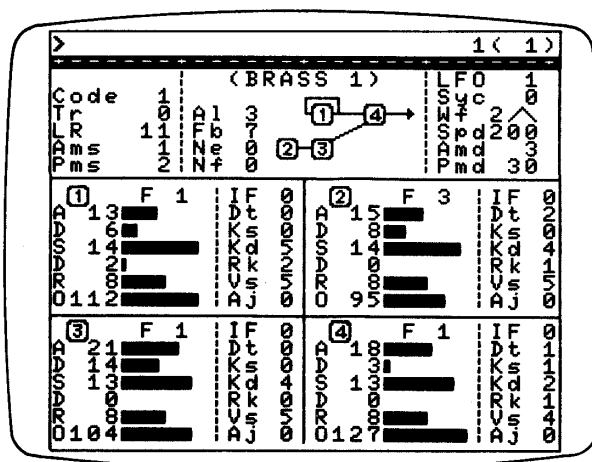 > 1( 1)
(BRASS 1)
Code 1
Tr 0
LR 11
Ams 1
Pms 2
Al 3
Fb 7
Ne 0
Nf 0
1 4
2 3
LFO 1
Syc 0
Wf 2
Spd200
Amd 3
Pmd 30
1 F 1 IF 0
A 13 Dt 0
D 6 Ks 0
S 14 Kd 5
D 2 Rk 2
R 8 Vs 5
O112 Aj 0
2 F 3 IF 0
A 15 Dt 2
D 8 Ks 0
S 14 Kd 4
D 0 Rk 1
R 8 Vs 5
O 95 Aj 0
3 F 1 IF 0
A 21 Dt 0
D 14 Ks 0
S 13 Kd 4
D 0 Rk 0
R 8 Vs 5
O104 Aj 0
4 F 1 IF 0
A 18 Dt 1
D 3 Ks 1
S 13 Kd 2
D 0 Rk 1
R 8 Vs 4
O127 Aj 0